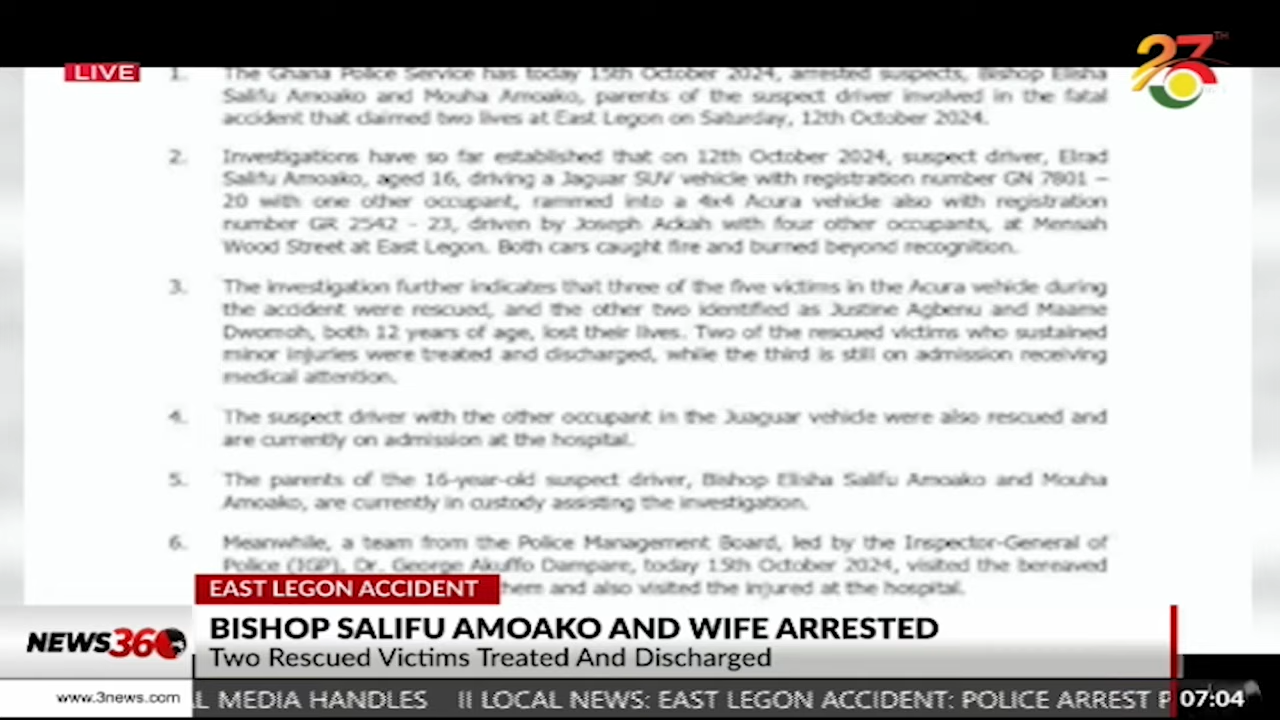 LIVE
23TH
1. The Ghana Police Service has today 15th October 2024, arrested suspects, Bishop Elisha
Salifu Amoako and Mouha Amoako, parents of the suspect driver involved in the fatal
accident that claimed two lives at East Legon on Saturday, 12th October 2024.
2. Investigations have so far established that on 12th October 2024, suspect driver, Elrad
Salifu Amoako, aged 16, driving a Jaguar SUV vehicle with registration number GN 7801 –
20 with one other occupant, rammed into a 4x4 Acura vehicle also with registration
number GR 2542 - 23, driven by Joseph Ackah with four other occupants, at Mensah
Wood Street at East Legon. Both cars caught fire and burned beyond recognition.
3. The investigation further indicates that three of the five victims in the Acura vehicle during
the accident were rescued, and the other two identified as Justine Agbenu and Maame
Dwomoh, both 12 years of age, lost their lives. Two of the rescued victims who sustained
minor injuries were treated and discharged, while the third is still on admission receiving
medical attention.
4. The suspect driver with the other occupant in the Juaguar vehicle were also rescued and
are currently on admission at the hospital.
5. The parents of the 16-year-old suspect driver, Bishop Elisha Salifu Amoako and Mouha
Amoako, are currently in custody assisting the investigation.
6. Meanwhile, a team from the Police Management Board, led by the Inspector-General of
Police (IGP), Dr. George Akuffo Dampare, today 15th October 2024, visited the bereaved
them and also visited the injured at the hospital.
EAST LEGON ACCIDENT
BISHOP SALIFU AMOAKO AND WIFE ARRESTED
Two Rescued Victims Treated And Discharged
NEWS360
www.3news.com
L MEDIA HANDLES II LOCAL NEWS: EAST LEGON ACCIDENT: POLICE ARREST P
07:04